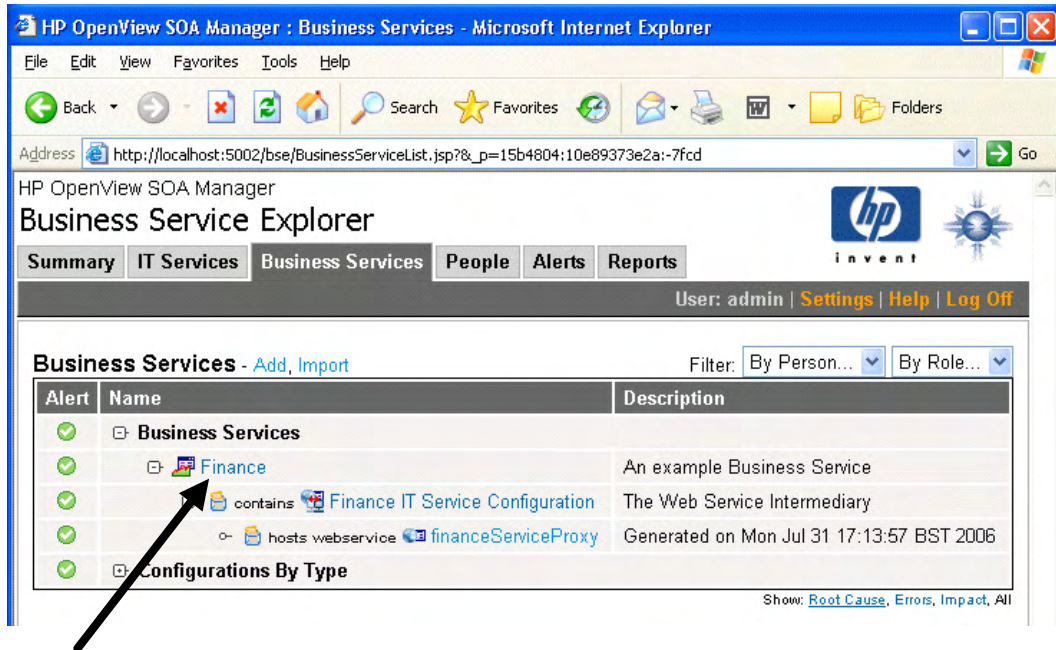 HP OpenView SOA Manager : Business Services - Microsoft Internet Explorer
File Edit View Favorites Tools Help
Back Search Favorites Folders
Address http://localhost:5002/bse/BusinessServiceList.jsp?&_p=15b4804:10e89373e2a:-7fcd Go
HP OpenView SOA Manager
Business Service Explorer
hp
invent
Summary IT Services Business Services People Alerts Reports
User: admin | Settings | Help | Log Off
Business Services - Add, Import Filter: By Person... By Role...
Alert Name Description
Business Services
Finance An example Business Service
contains Finance IT Service Configuration The Web Service Intermediary
hosts webservice financeServiceProxy Generated on Mon Jul 31 17:13:57 BST 2006
Configurations By Type
Show: Root Cause, Errors, Impact, All